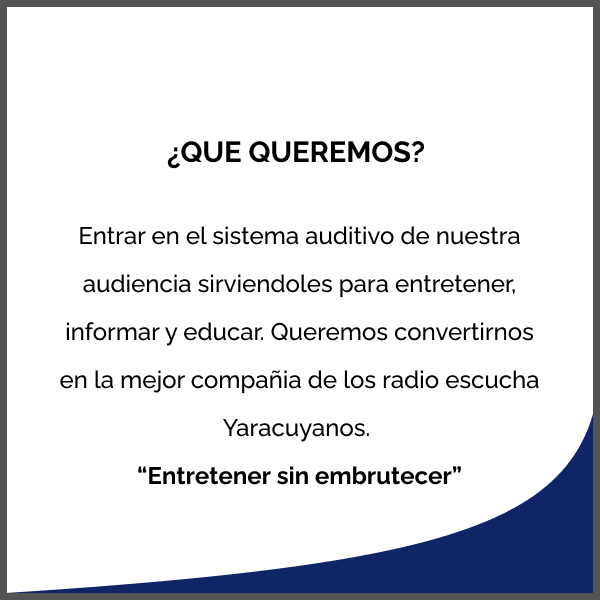 ¿QUE QUEREMOS?
Entrar en el sistema auditivo de nuestra
audiencia sirviendoles para entretener,
informar y educar. Queremos convertirnos
en la mejor compañia de los radio escucha
Yaracuyanos.
“Entretener sin embrutecer”